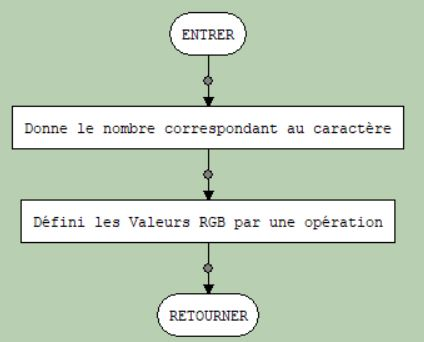 ENTRER
Donne le nombre correspondant au caractère
Défini les Valeurs RGB par une opération
RETOURNER